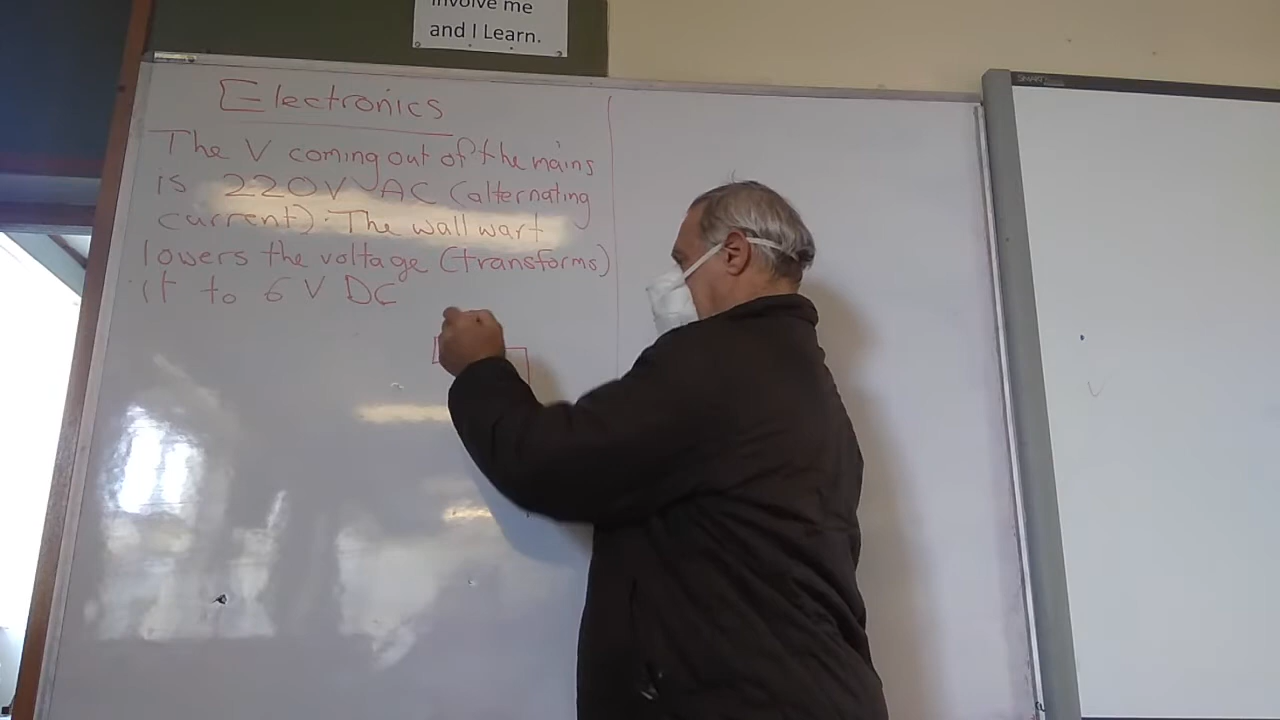 involve me
and I Learn.
SMART
Electronics
The V coming out of the mains
is 220V AC (alternating
current). The wall wart
lowers the voltage (transforms)
it to 6 V DC